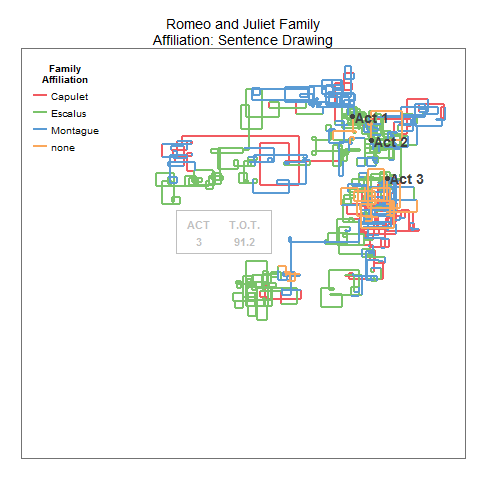 Romeo and Juliet Family
Affiliation: Sentence Drawing
Family
Affiliation
Capulet
Escalus
Montague
none
Act 1
Act 2
Act 3
ACT T.O.T.
3 91.2